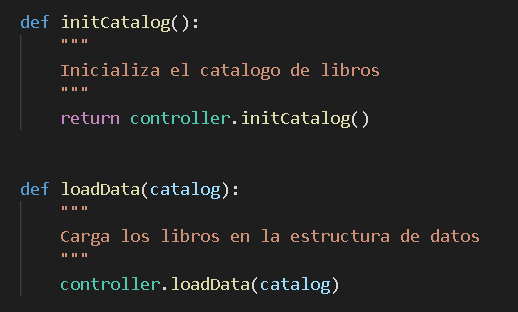 def initCatalog():
    """
    Inicializa el catalogo de libros
    """
    return controller.initCatalog()
def loadData(catalog):
    """
    Carga los libros en la estructura de datos
    """
    controller.loadData(catalog)